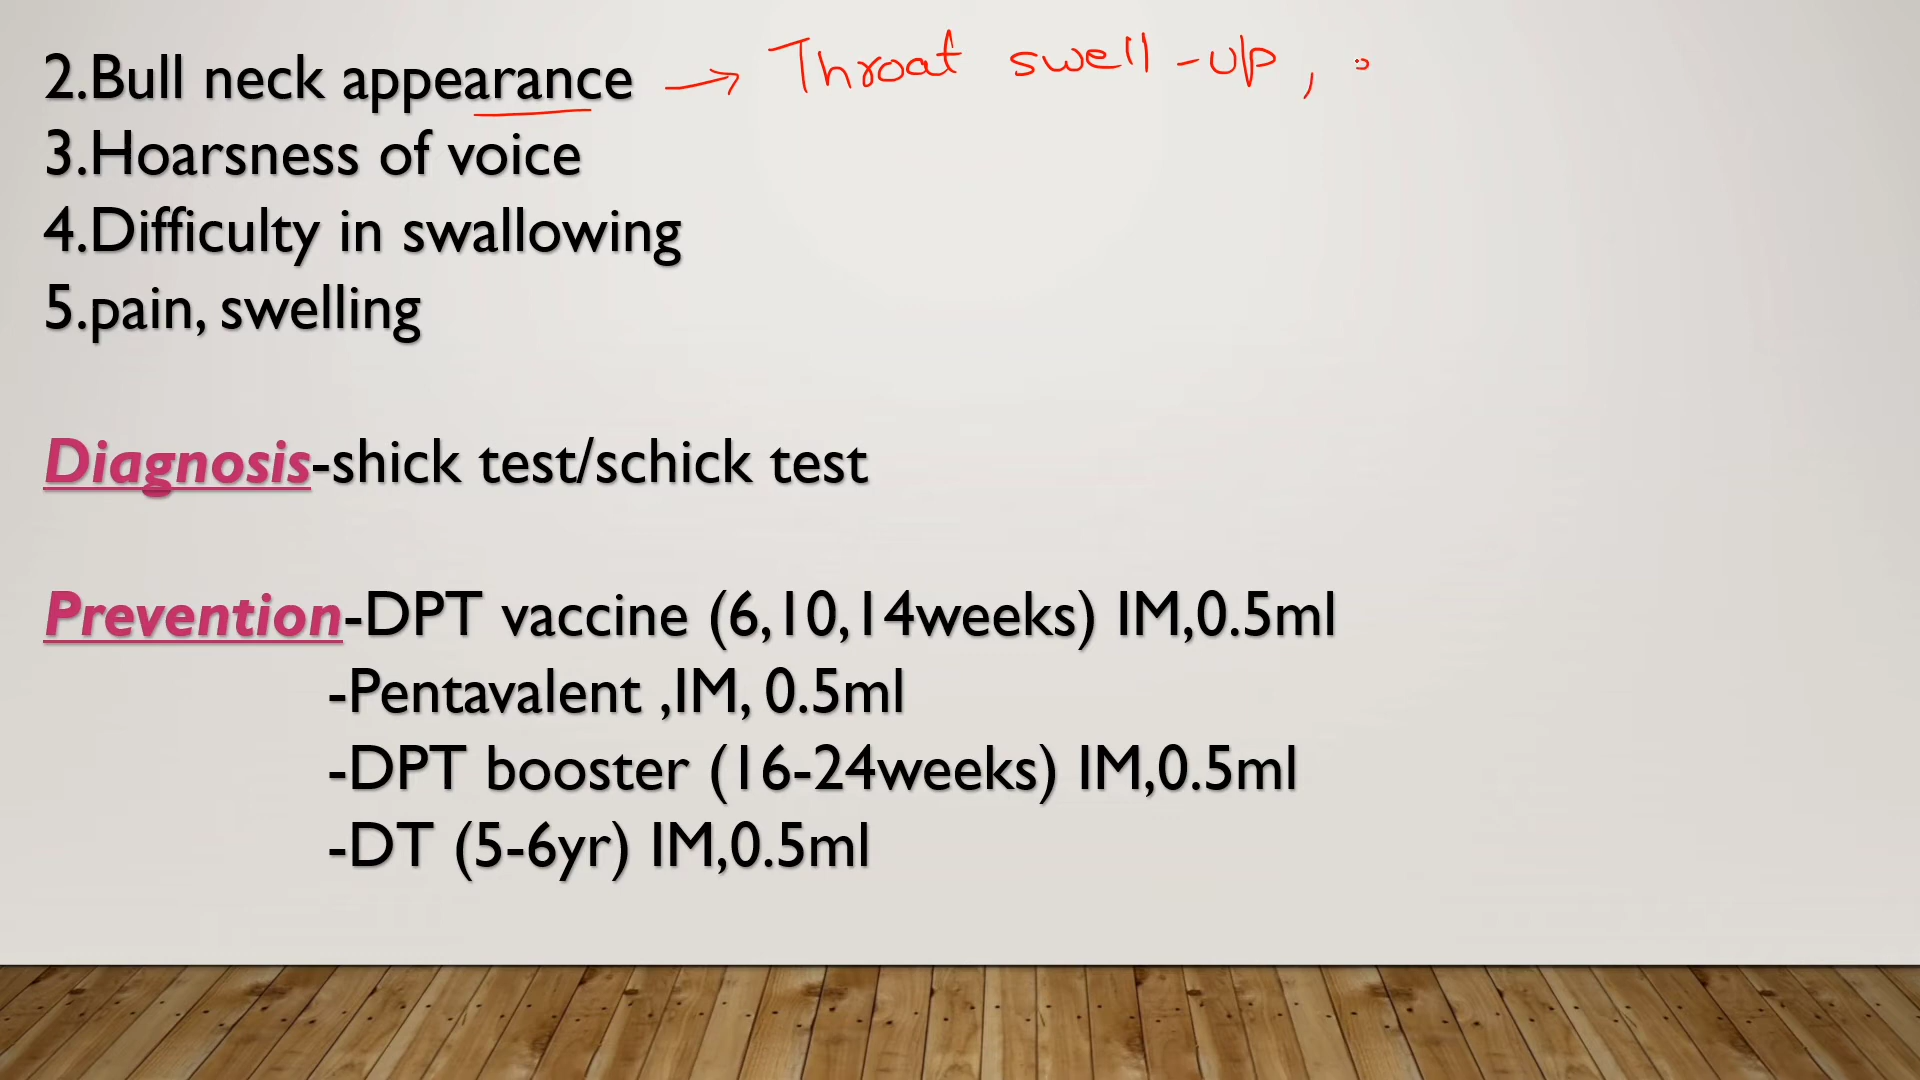 2.Bull neck appearance → Throat swell-up ,
3.Hoarsness of voice
4.Difficulty in swallowing
5.pain, swelling
Diagnosis-shick test/schick test
Prevention-DPT vaccine (6,10,14weeks) IM,0.5ml
-Pentavalent ,IM, 0.5ml
-DPT booster (16-24weeks) IM,0.5ml
-DT (5-6yr) IM,0.5ml